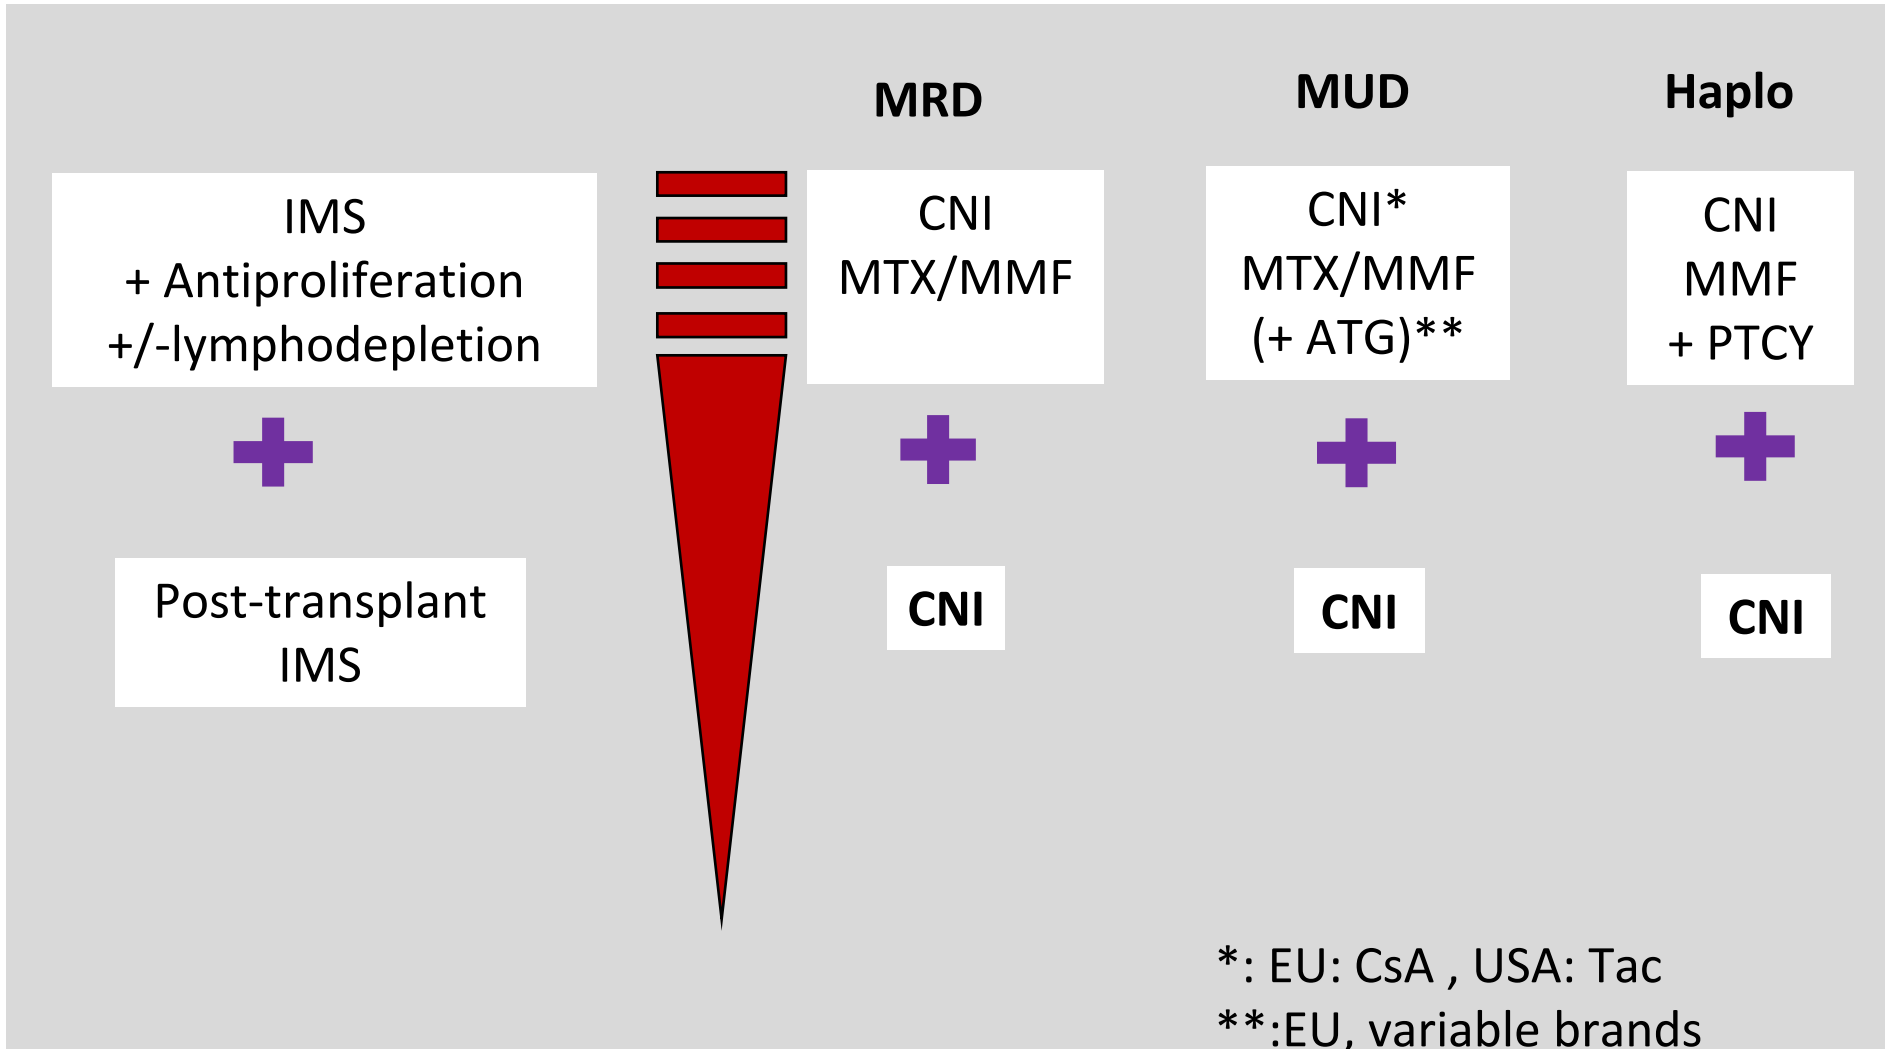 MRD
MUD
Haplo
IMS
+ Antiproliferation
+/-lymphodepletion
CNI
MTX/MMF
CNI*
MTX/MMF
(+ ATG)**
CNI
MMF
+ PTCY
Post-transplant
IMS
CNI
CNI
CNI
*: EU: CsA , USA: Tac
**:EU, variable brands